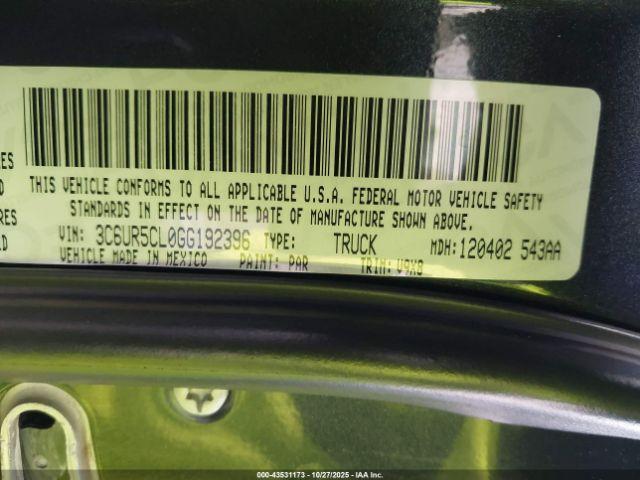 THIS VEHICLE CONFORMS TO ALL APPLICABLE U.S.A. FEDERAL MOTOR VEHICLE SAFETY
STANDARDS IN EFFECT ON THE DATE OF MANUFACTURE SHOWN ABOVE.
VIN: 3C6UR5CL0GG192396 TYPE: TRUCK MDH: 120402 543AA
VEHICLE MADE IN MEXICO PAINT: PAR TRIM: V9X8
000-43531173 - 10/27/2025 - IAA Inc.